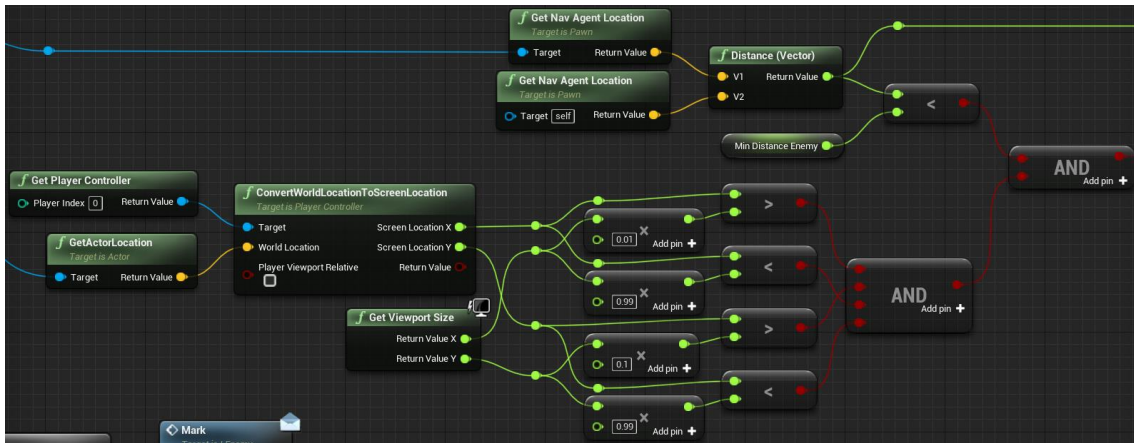 Get Nav Agent Location
Target is Pawn
Target Return Value
Distance (Vector)
V1 Return Value
V2
Get Nav Agent Location
Target is Pawn
Target self Return Value
<
Min Distance Enemy
AND
Add pin +
Get Player Controller
Player Index 0 Return Value
ConvertWorldLocationToScreenLocation
Target is Player Controller
Target Screen Location X
World Location Screen Location Y
Player Viewport Relative Return Value
GetActorLocation
Target is Actor
Target Return Value
Get Viewport Size
Return Value X
Return Value Y
>
0.01 × Add pin +
<
0.99 × Add pin +
>
0.1 × Add pin +
<
0.99 × Add pin +
AND
Add pin +
Mark